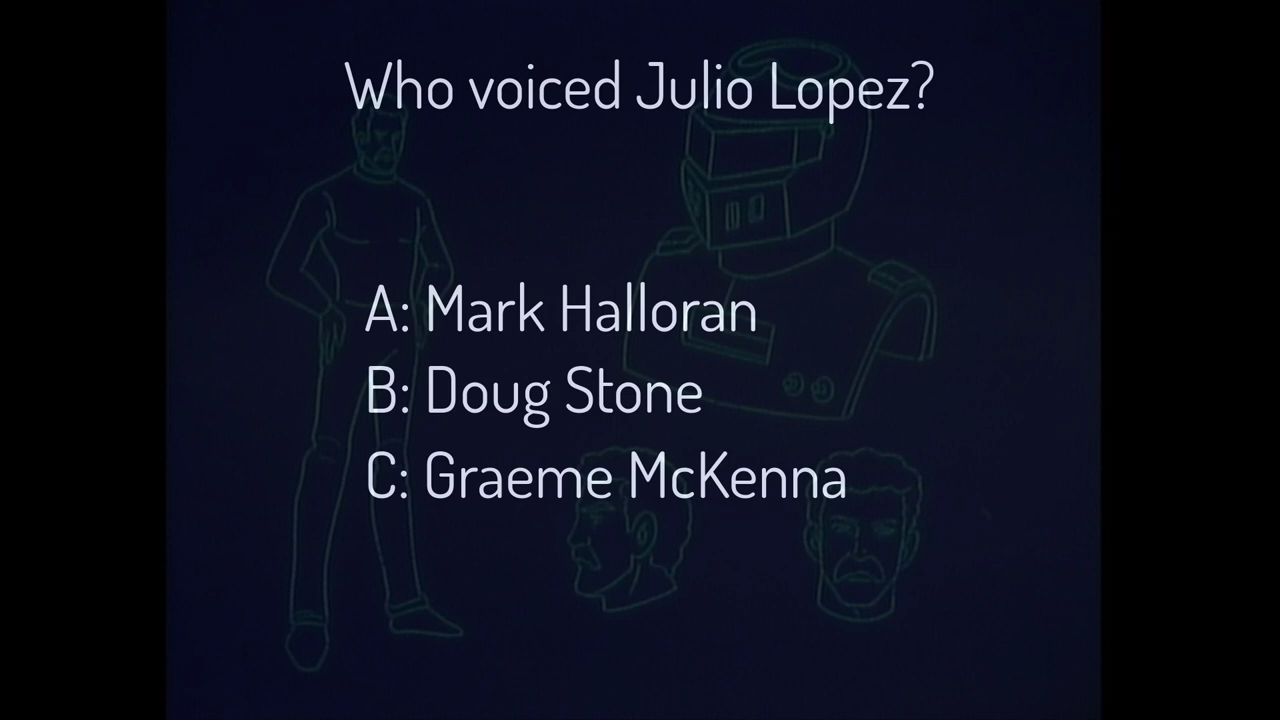 Who voiced Julio Lopez?
A: Mark Halloran
B: Doug Stone
C: Graeme McKenna